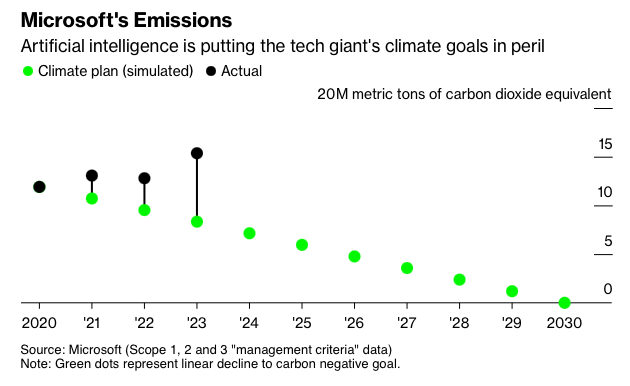 Microsoft's Emissions
Artificial intelligence is putting the tech giant's climate goals in peril
Climate plan (simulated) Actual
20M metric tons of carbon dioxide equivalent
15
10
5
0
2020 '21 '22 '23 '24 '25 '26 '27 '28 '29 2030
Source: Microsoft (Scope 1, 2 and 3 "management criteria" data)
Note: Green dots represent linear decline to carbon negative goal.